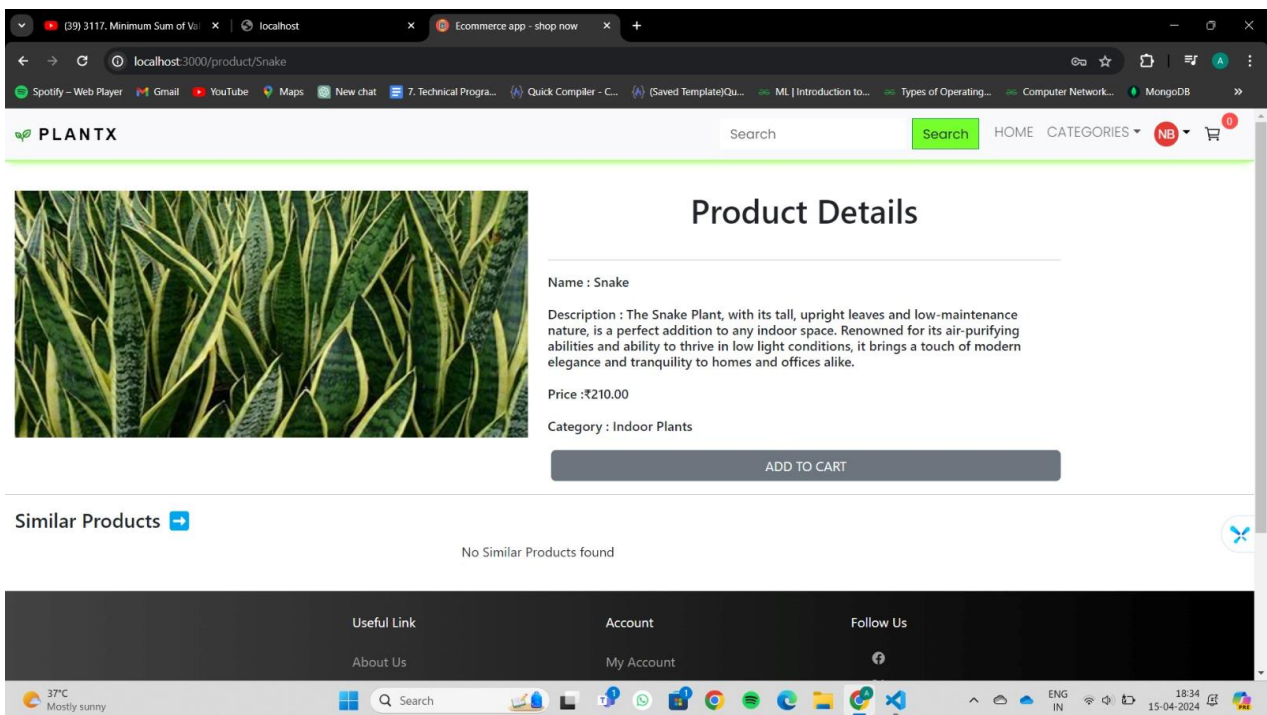 (39) 3117. Minimum Sum of Val
localhost
Ecommerce app - shop now
localhost:3000/product/Snake
A
Spotify – Web Player
Gmail
YouTube
Maps
New chat
7. Technical Progra...
Quick Compiler - C...
(Saved Template)Qu...
ML | Introduction to...
Types of Operating...
Computer Network...
MongoDB
»
PLANTX
Search
Search
HOME
CATEGORIES
NB
0
Product Details
Name : Snake
Description : The Snake Plant, with its tall, upright leaves and low-maintenance
nature, is a perfect addition to any indoor space. Renowned for its air-purifying
abilities and ability to thrive in low light conditions, it brings a touch of modern
elegance and tranquility to homes and offices alike.
Price :₹210.00
Category : Indoor Plants
ADD TO CART
Similar Products
No Similar Products found
Useful Link
Account
Follow Us
About Us
My Account
37°C
Mostly sunny
Search
1
1
ENG
IN
18:34
15-04-2024
PRE